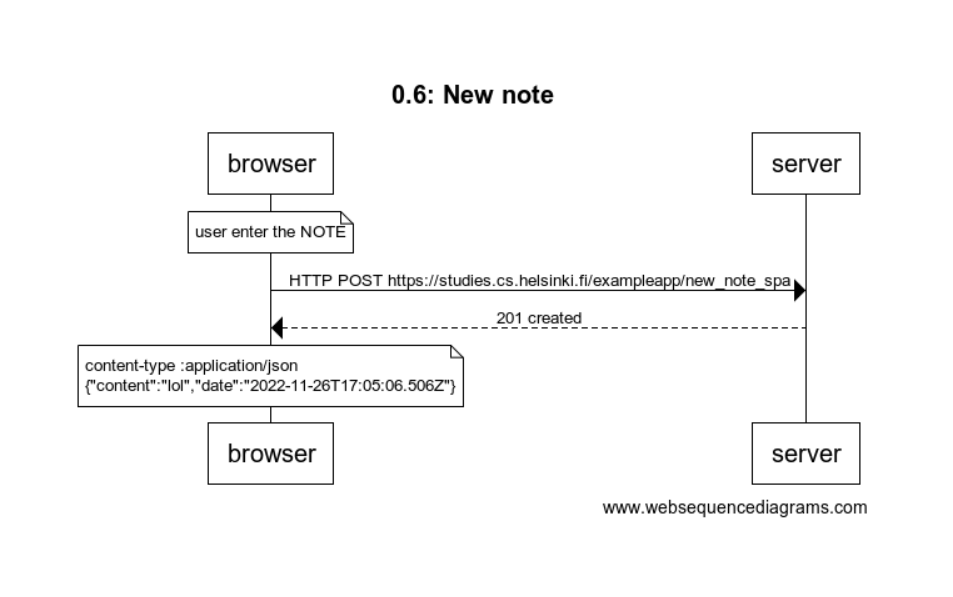 0.6: New note
browser
server
user enter the NOTE
HTTP POST https://studies.cs.helsinki.fi/exampleapp/new_note_spa
201 created
content-type :application/json
{"content":"lol","date":"2022-11-26T17:05:06.506Z"}
browser
server
www.websequencediagrams.com